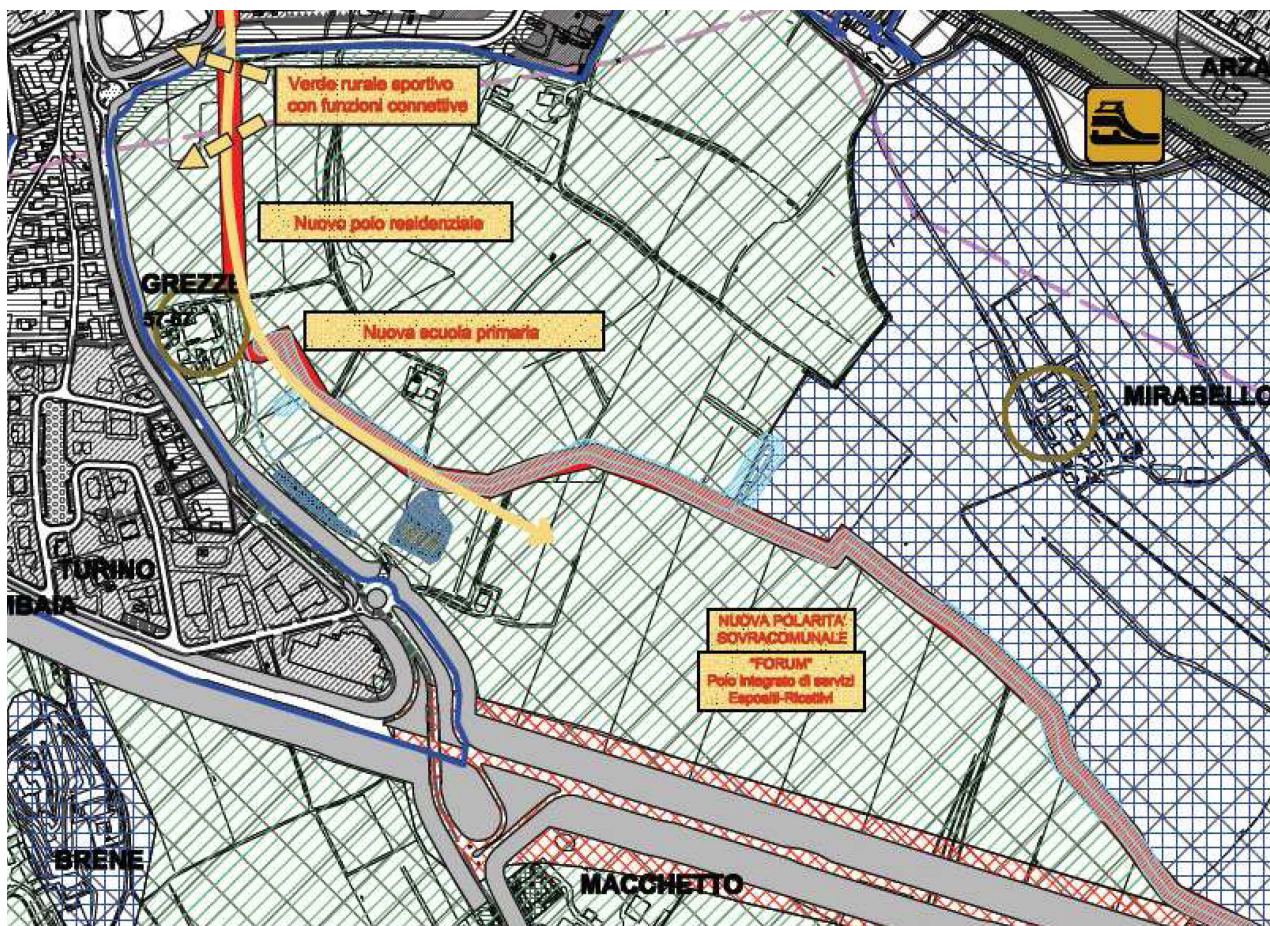 ARZA
Verde rurale sportivo
con funzioni connettive
Nuovo polo residenziale
GREZZE
Nuova scuola primaria
MIRABELLO
TURINO
MBAIA
NUOVA POLARITA'
SOVRACOMUNALE
"FORUM"
Polo integrato di servizi
Espositi-Ricettivi
BRENE
MACCHETTO